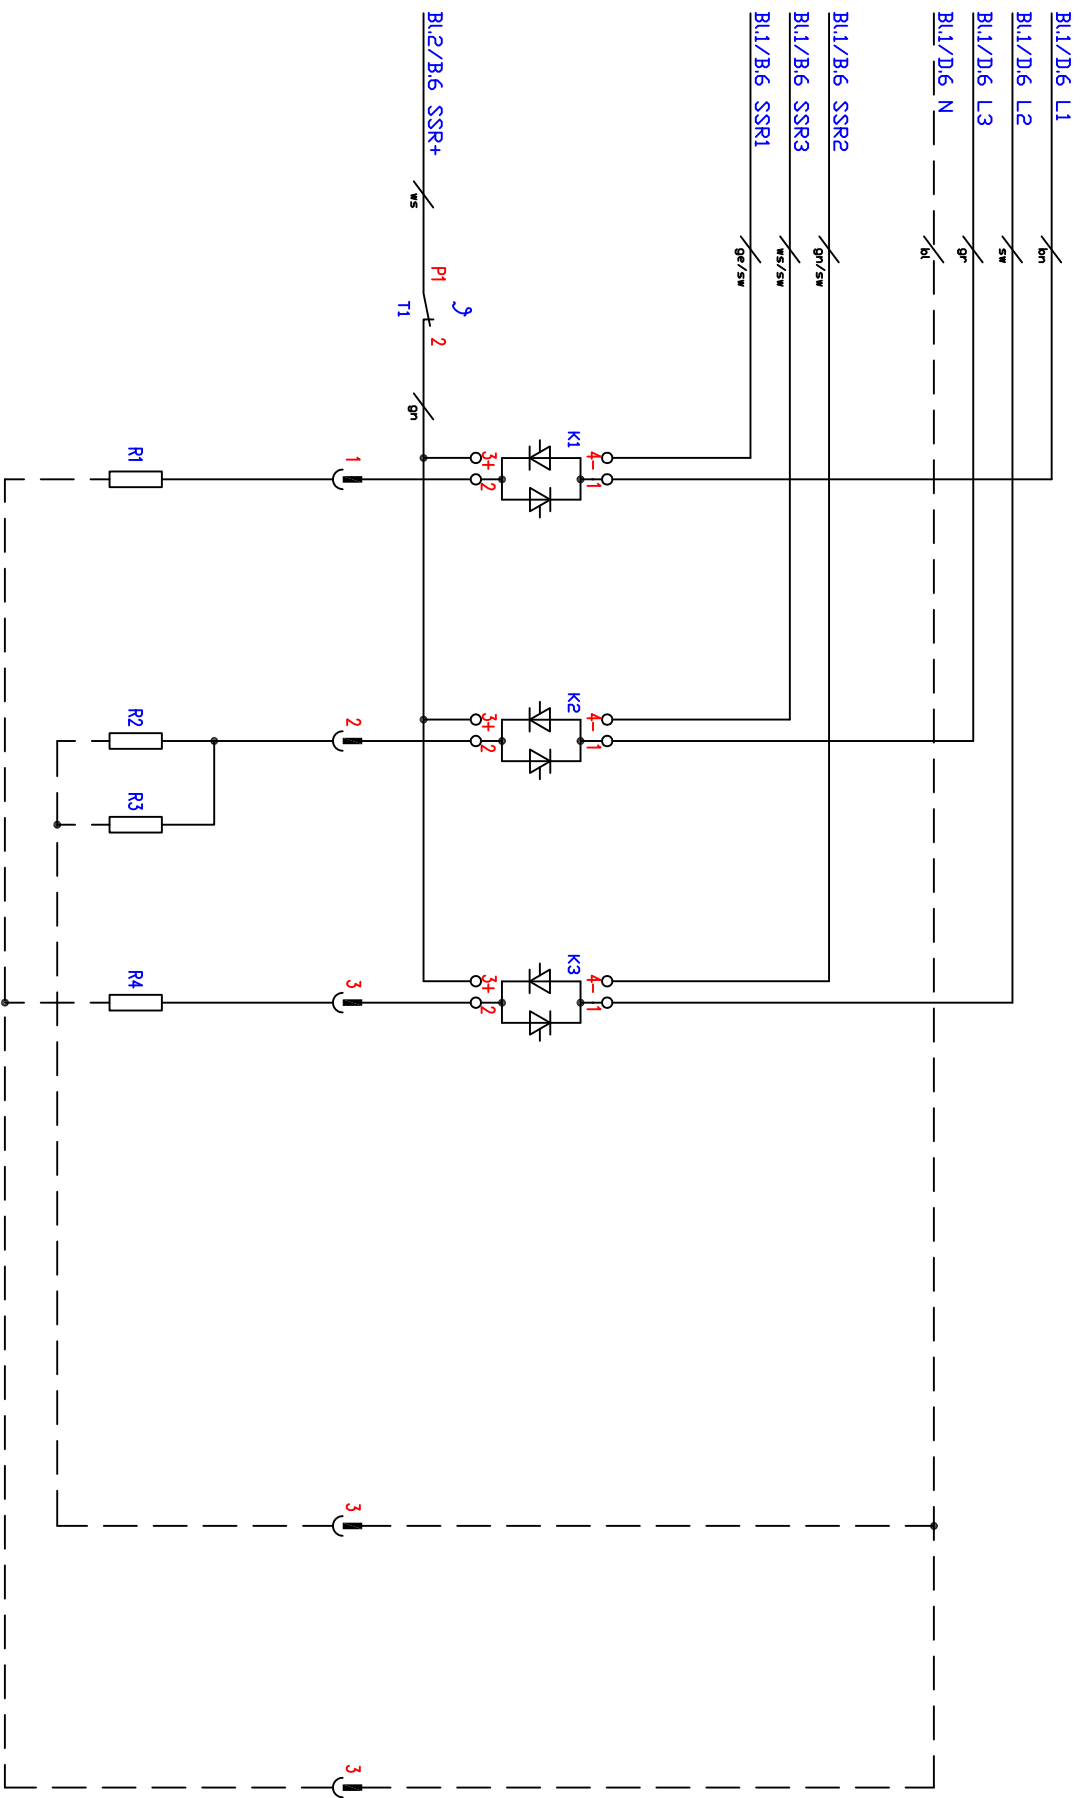 Bl.1/D.6 L1
Bl.1/D.6 L2
Bl.1/D.6 L3
Bl.1/D.6 N
bn
sw
gr
bl
Bl.1/B.6 SSR2
Bl.1/B.6 SSR3
Bl.1/B.6 SSR1
gn/sw
ws/sw
ge/sw
4- 1
K1
3+ 2
4- 1
K2
3+ 2
4- 1
K3
3+ 2
Bl.2/B.6 SSR+
ws
P1
T1
ϑ
2
gn
1
2
3
3
3
R1
R2
R3
R4